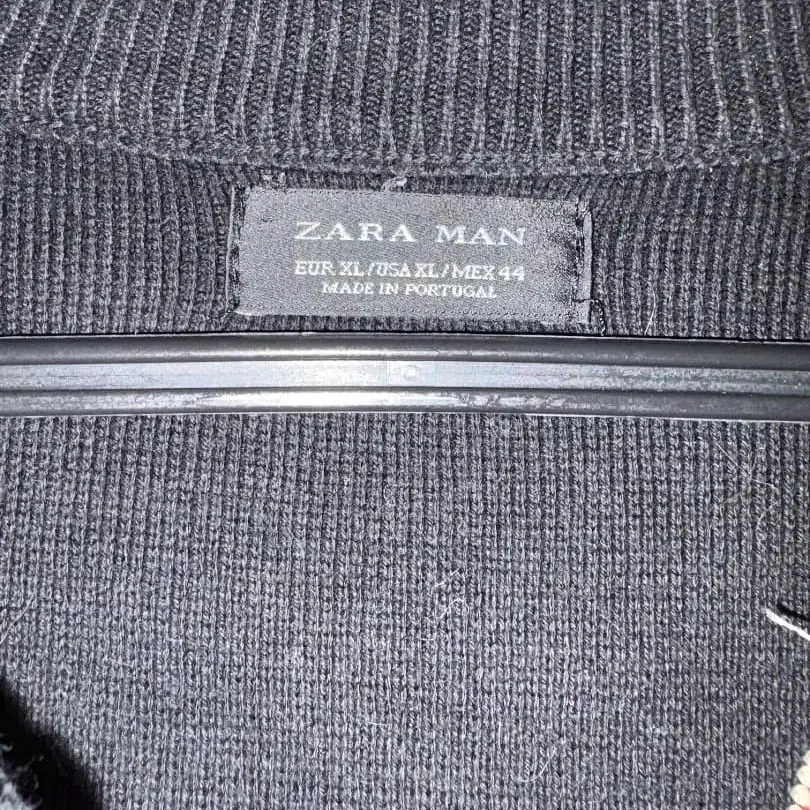 ZARA MAN
EUR XL/USA XL/MEX 44
MADE IN PORTUGAL